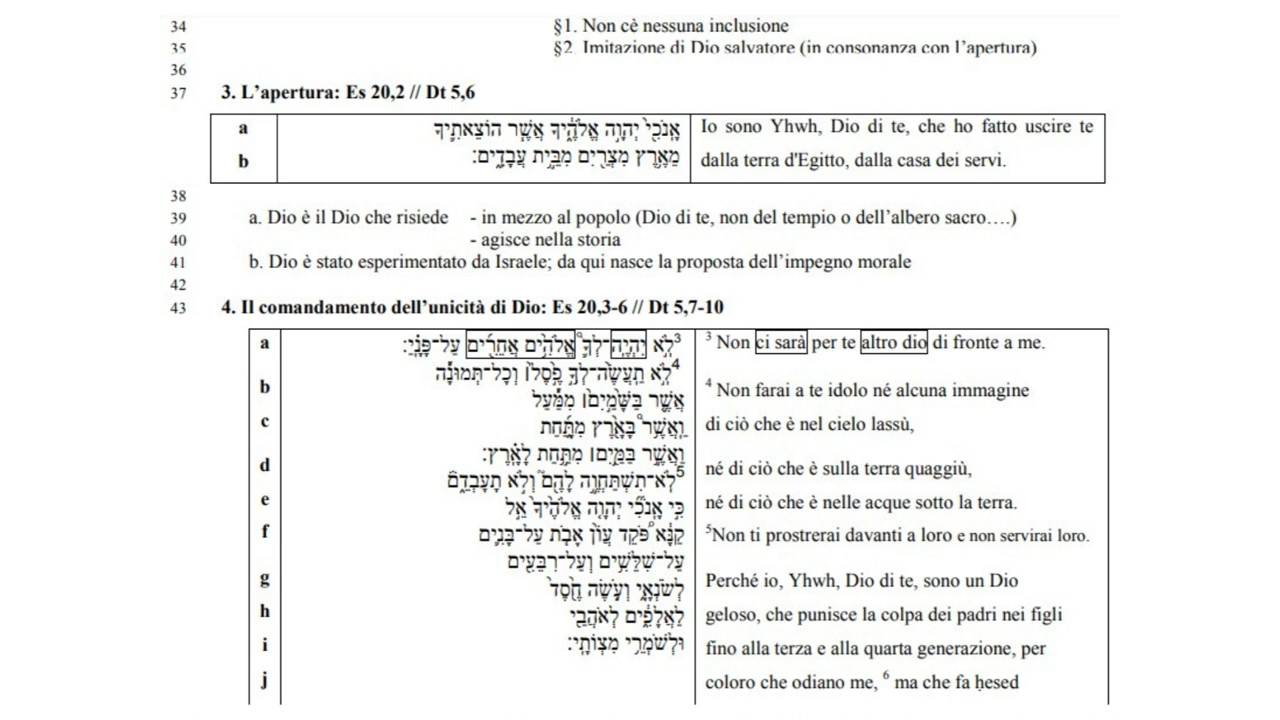 34 §1. Non cè nessuna inclusione
35 §2. Imitazione di Dio salvatore (in consonanza con l'apertura)
36
37 3. L'apertura: Es 20,2 // Dt 5,6
a אָֽנֹכִ֖י֙ יְהוָ֣ה אֱלֹהֶ֑֔יךָ אֲשֶׁ֧ר הוֹצֵאתִ֛יךָ Io sono Yhwh, Dio di te, che ho fatto uscire te
b מֵאֶ֥רֶץ מִצְרַ֖יִם מִבֵּ֥֣ית עֲבָדִֽ֑ים׃ dalla terra d'Egitto, dalla casa dei servi.
38
39 a. Dio è il Dio che risiede - in mezzo al popolo (Dio di te, non del tempio o dell'albero sacro….)
40 - agisce nella storia
41 b. Dio è stato esperimentato da Israele; da qui nasce la proposta dell'impegno morale
42
43 4. Il comandamento dell'unicità di Dio: Es 20,3-6 // Dt 5,7-10
a
b
c
d
e
f
g
h
i
j
³לֹ֣א יִהְיֶֽה־לְךָ֛֩ אֱלֹהִ֥֨ים אֲחֵרִ֖֜ים עַל־פָּנָֽ֗יַ׃
⁴לֹ֣א תַֽעֲשֶׂ֨ה־לְךָ֥֣ פֶ֣֙סֶל֙׀ וְכָל־תְּמוּנָ֡֔ה
אֲשֶׁ֤֣ר בַּשָּׁמַ֣֙יִם֙׀ מִמַּ֡֔עַל
וַֽאֲשֶׁ֥ר֩ בָּאָ֖֨רֶץ מִתַָּ֑֜חַת
וַאֲשֶׁ֥֣ר בַּמַּ֖֣יִם׀ מִתַּ֥֣חַת לָאָֽ֗רֶץ׃
⁵לֹֽא־תִשְׁתַּחְוֶ֥֣ה לָהֶ֖ם֮ וְלֹ֣א תָעָבְדֵ֑ם֒
כִּ֣י אָֽנֹכִ֞י יְהוָ֤ה אֱלֹהֶ֙יךָ֙ אֵ֣ל
קַנָּ֔א פֹּ֠קֵד עֲוֺ֨ן אָבֹ֧ת עַל־בָּנִ֛ים
עַל־שִׁלֵּשִׁ֥ים וְעַל־רִבֵּעִ֖ים
לְשֹׂנְאָ֑֥י וְעֹ֤֣שֶׂה חֶ֖֙סֶד֙
לַאֲלָפִ֑֔ים לְאֹהֲבַ֖י
וּלְשֹׁמְרֵ֥י מִצְוֺתָֽי׃
³ Non ci sarà per te altro dio di fronte a me.
⁴ Non farai a te idolo né alcuna immagine
di ciò che è nel cielo lassù,
né di ciò che è sulla terra quaggiù,
né di ciò che è nelle acque sotto la terra.
⁵Non ti prostrerai davanti a loro e non servirai loro.
Perché io, Yhwh, Dio di te, sono un Dio
geloso, che punisce la colpa dei padri nei figli
fino alla terza e alla quarta generazione, per
coloro che odiano me, ⁶ ma che fa ḥesed